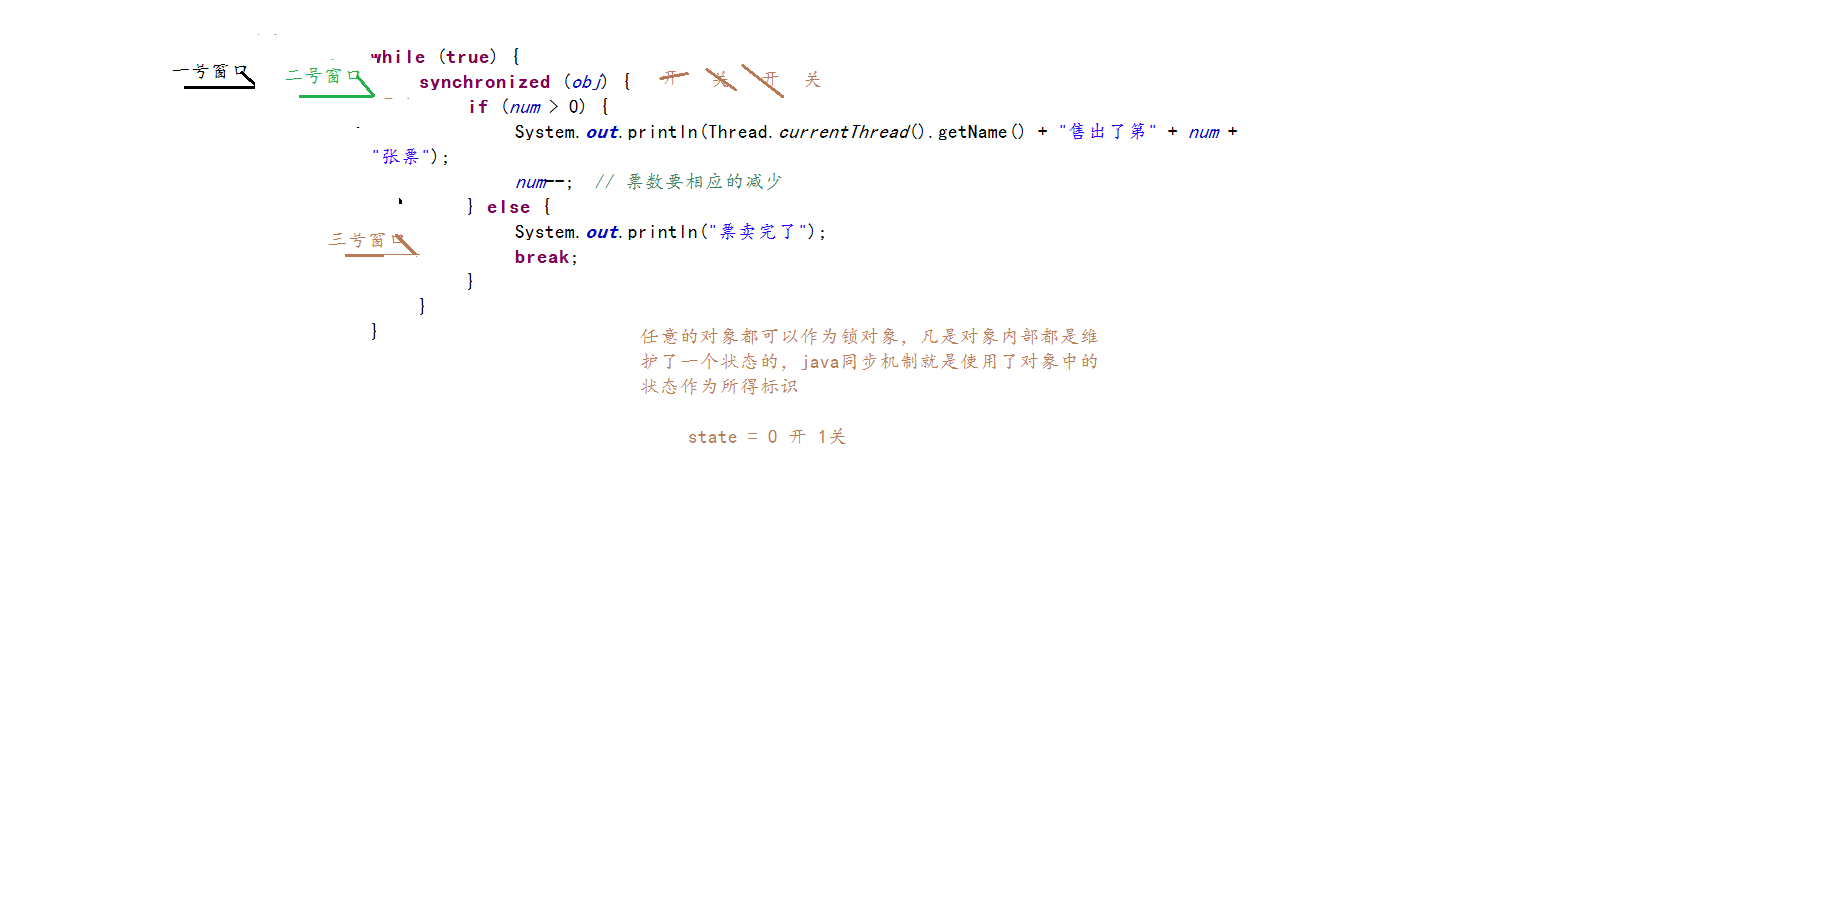 while (true) {
一号窗口
二号窗口
synchronized (obj) { 开 关 开 关
if (num > 0) {
System.out.println(Thread.currentThread().getName() + "售出了第" + num +
"张票");
num--; // 票数要相应的减少
} else {
System.out.println("票卖完了");
三号窗口
break;
}
}
}
任意的对象都可以作为锁对象，凡是对象内部都是维
护了一个状态的，java同步机制就是使用了对象中的
状态作为所得标识
state = 0 开 1关